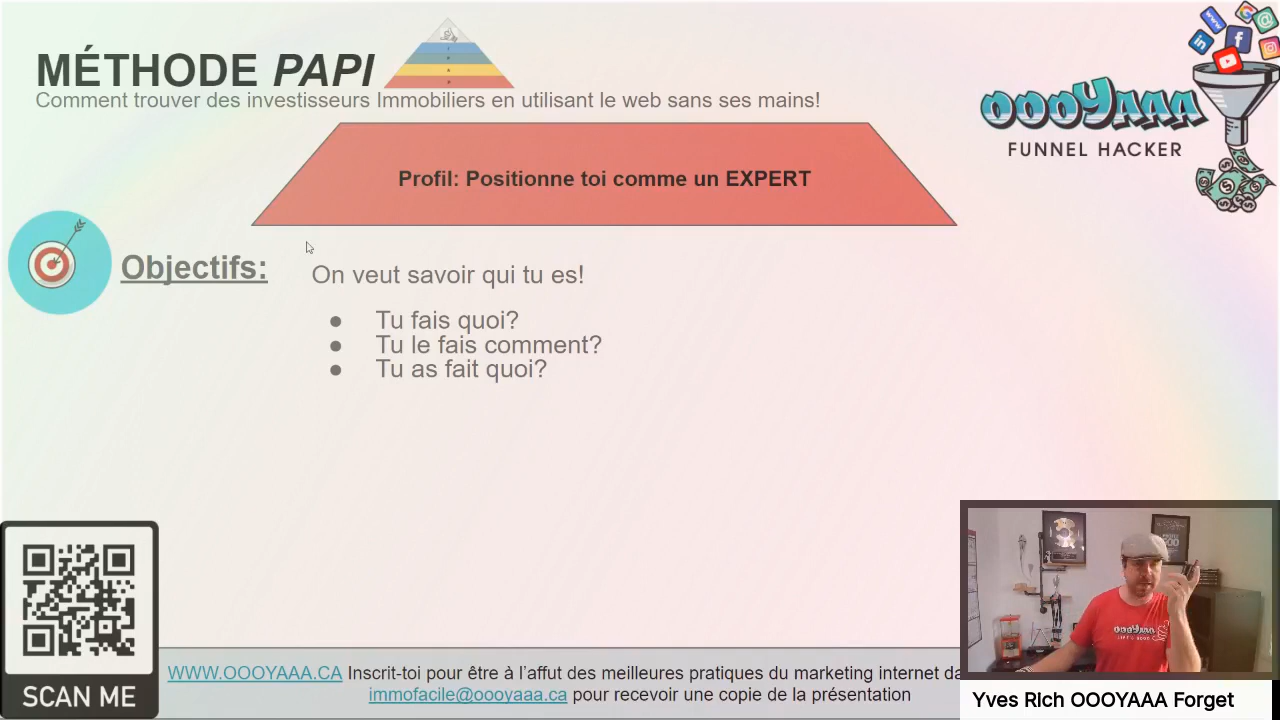 MÉTHODE PAPI
Comment trouver des investisseurs Immobiliers en utilisant le web sans ses mains!
OOOYAAA
FUNNEL HACKER
Profil: Positionne toi comme un EXPERT
Objectifs:
On veut savoir qui tu es!
● Tu fais quoi?
● Tu le fais comment?
● Tu as fait quoi?
SCAN ME
WWW.OOOYAAA.CA Inscrit-toi pour être à l'affut des meilleures pratiques du marketing internet da
immofacile@oooyaaa.ca pour recevoir une copie de la présentation
OOOYAAA
Yves RIch OOOYAAA Forget